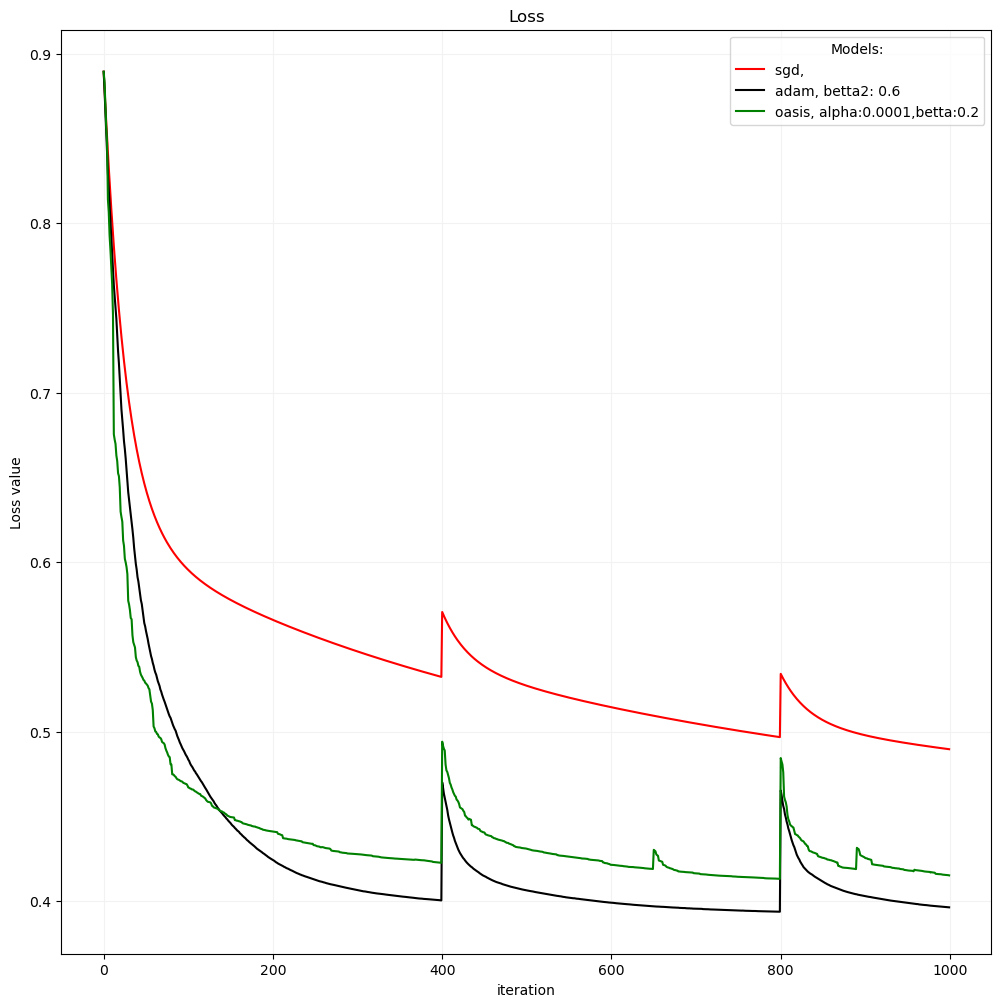 Loss
Models:
sgd,
adam, betta2: 0.6
oasis, alpha:0.0001,betta:0.2
Loss value
0.9
0.8
0.7
0.6
0.5
0.4
0
200
400
600
800
1000
iteration